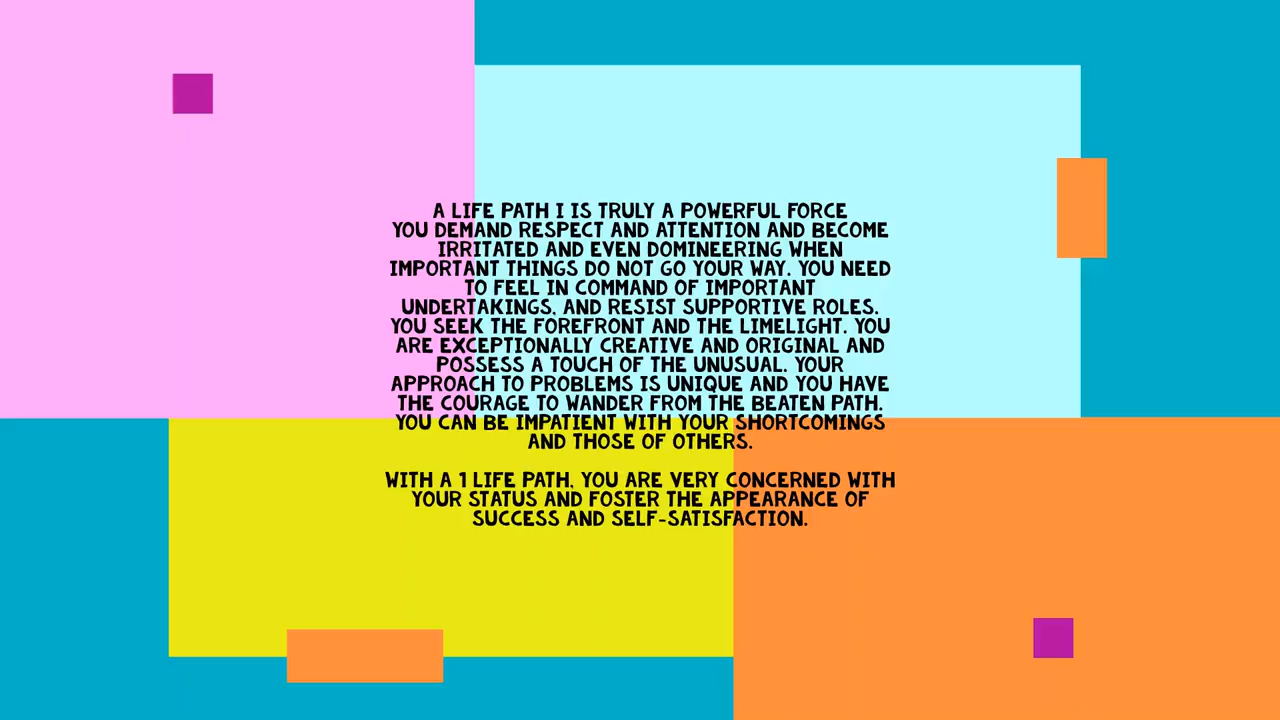 A LIFE PATH I IS TRULY A POWERFUL FORCE
YOU DEMAND RESPECT AND ATTENTION AND BECOME
IRRITATED AND EVEN DOMINEERING WHEN
IMPORTANT THINGS DO NOT GO YOUR WAY. YOU NEED
TO FEEL IN COMMAND OF IMPORTANT
UNDERTAKINGS, AND RESIST SUPPORTIVE ROLES.
YOU SEEK THE FOREFRONT AND THE LIMELIGHT. YOU
ARE EXCEPTIONALLY CREATIVE AND ORIGINAL AND
POSSESS A TOUCH OF THE UNUSUAL. YOUR
APPROACH TO PROBLEMS IS UNIQUE AND YOU HAVE
THE COURAGE TO WANDER FROM THE BEATEN PATH.
YOU CAN BE IMPATIENT WITH YOUR SHORTCOMINGS
AND THOSE OF OTHERS.
WITH A 1 LIFE PATH, YOU ARE VERY CONCERNED WITH
YOUR STATUS AND FOSTER THE APPEARANCE OF
SUCCESS AND SELF-SATISFACTION.